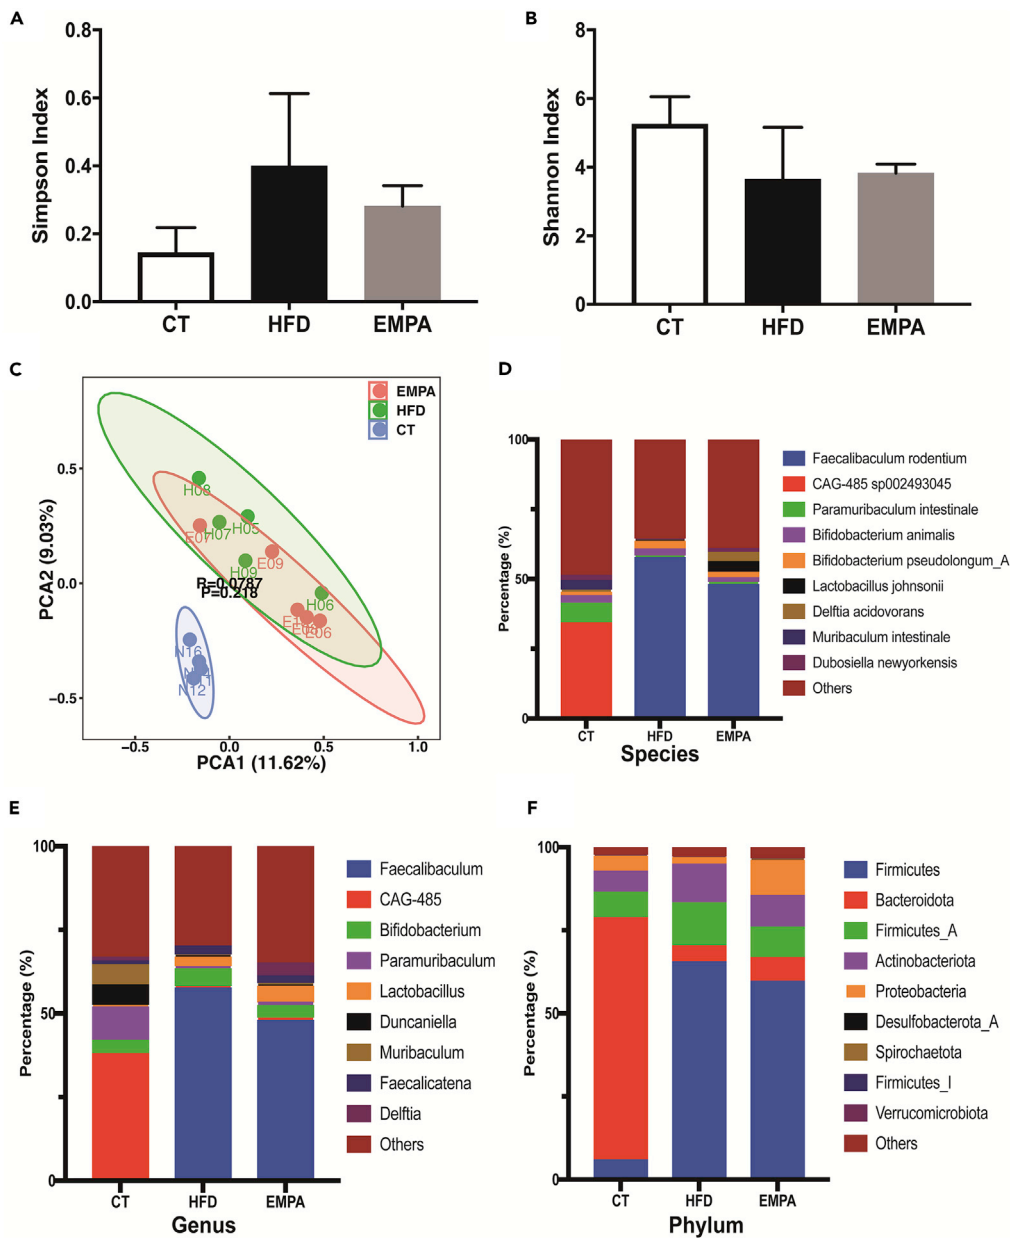 A
0.8
0.6
0.4
0.2
0.0
Simpson Index
CT HFD EMPA
B
8
6
4
2
0
Shannon Index
CT HFD EMPA
C
EMPA
HFD
CT
0.5
0.0
−0.5
PCA2 (9.03%)
H08
E07
H07
H05
E09
H09
R=0.0787
P=0.218
H06
E06
N16
N12
−0.5 0.0 0.5 1.0
PCA1 (11.62%)
D
100
50
0
Percentage (%)
CT HFD EMPA
Species
Faecalibaculum rodentium
CAG-485 sp002493045
Paramuribaculum intestinale
Bifidobacterium animalis
Bifidobacterium pseudolongum_A
Lactobacillus johnsonii
Delftia acidovorans
Muribaculum intestinale
Dubosiella newyorkensis
Others
E
100
50
0
Percentage (%)
CT HFD EMPA
Genus
Faecalibaculum
CAG-485
Bifidobacterium
Paramuribaculum
Lactobacillus
Duncaniella
Muribaculum
Faecalicatena
Delftia
Others
F
100
50
0
Percentage (%)
CT HFD EMPA
Phylum
Firmicutes
Bacteroidota
Firmicutes_A
Actinobacteriota
Proteobacteria
Desulfobacterota_A
Spirochaetota
Firmicutes_I
Verrucomicrobiota
Others